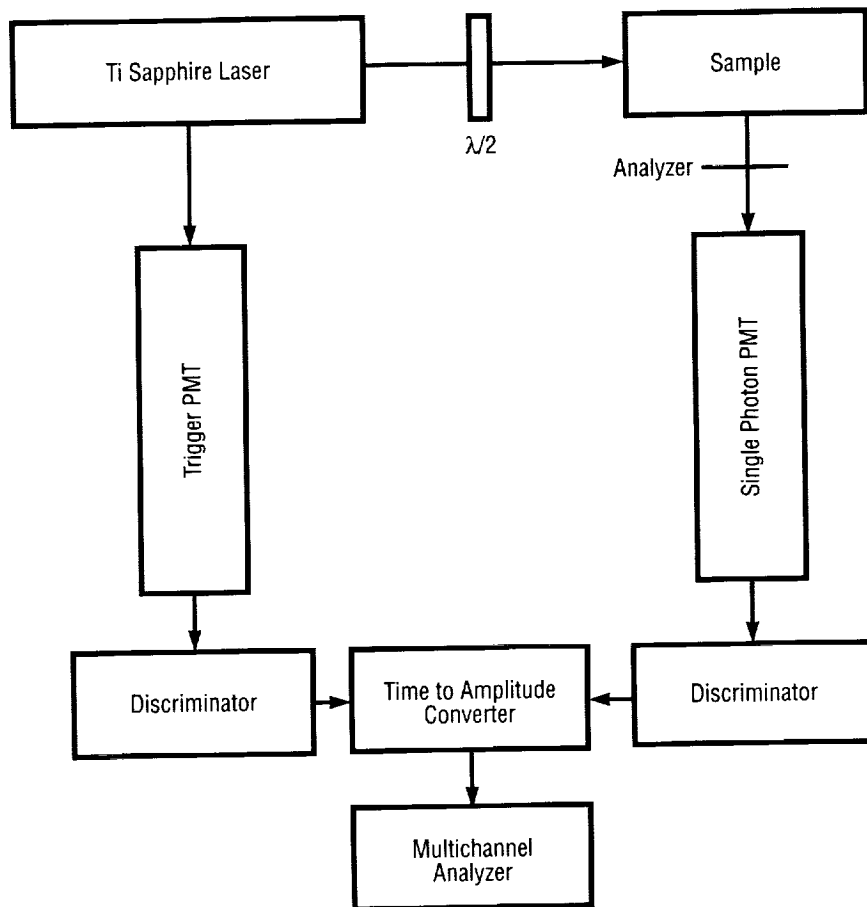 Ti Sapphire Laser
λ/2
Sample
Analyzer
Trigger PMT
Single Photon PMT
Discriminator
Time to Amplitude
Converter
Discriminator
Multichannel
Analyzer